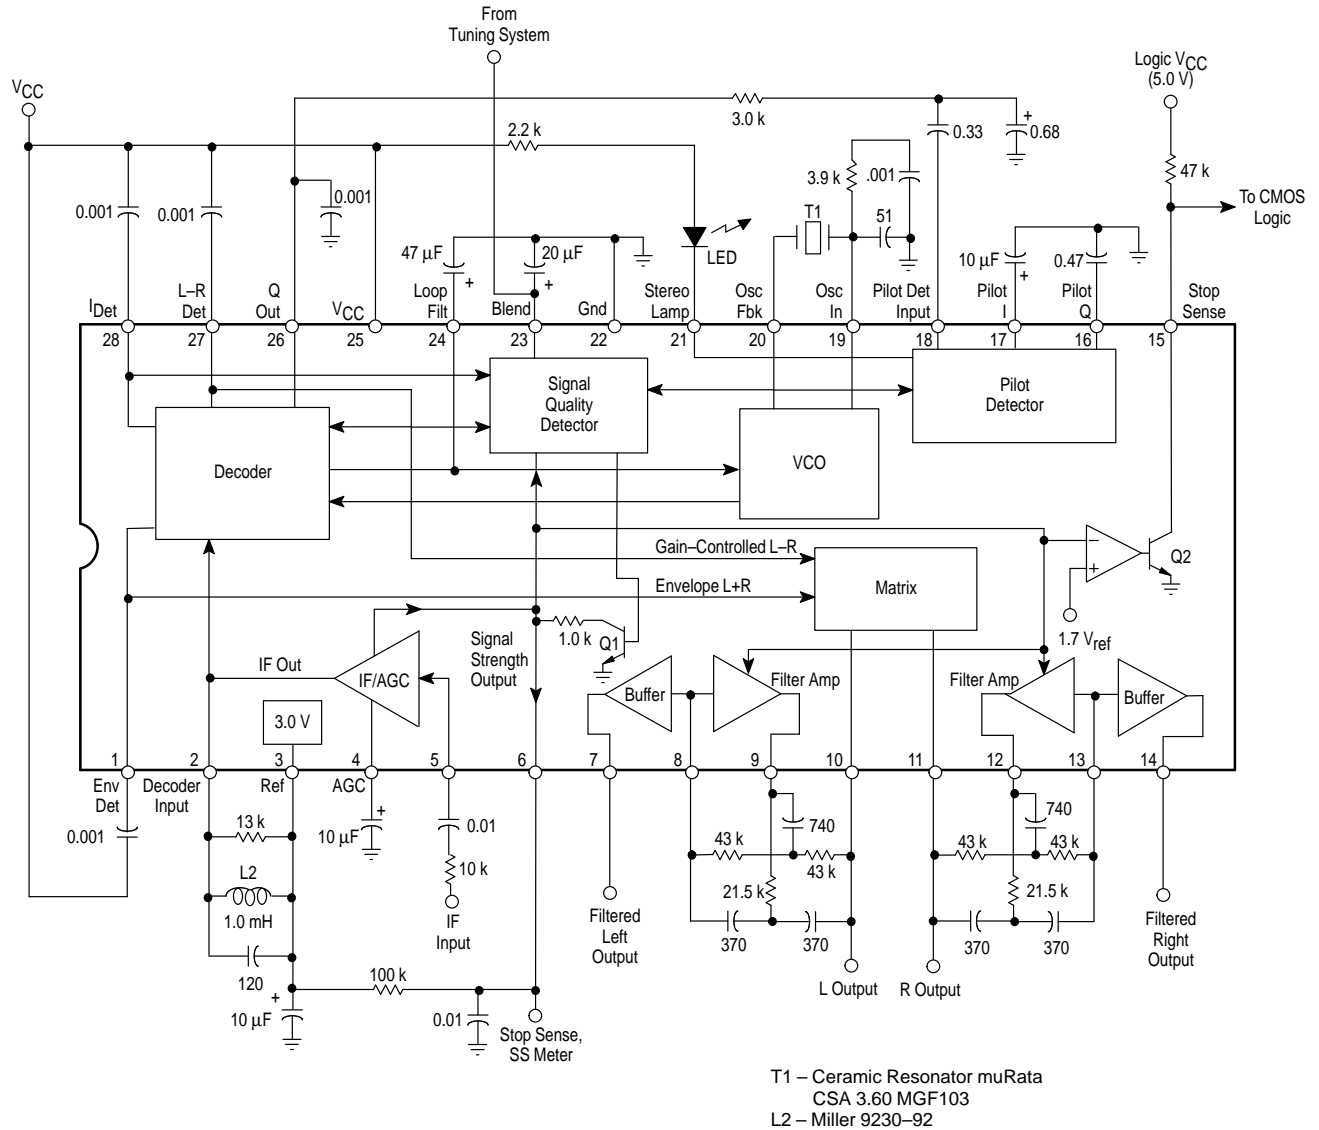 From
Tuning System
VCC
Logic VCC
(5.0 V)
3.0 k
0.33
+
0.68
2.2 k
47 k
0.001
0.001
0.001
3.9 k
.001
To CMOS
Logic
T1
51
47 µF
+
20 µF
+
LED
10 µF
+
0.47
IDet
L–R
Det
Q
Out
VCC
Loop
Filt
Blend
Gnd
Stereo
Lamp
Osc
Fbk
Osc
In
Pilot Det
Input
Pilot
I
Pilot
Q
Stop
Sense
28
27
26
25
24
23
22
21
20
19
18
17
16
15
Signal
Quality
Detector
Pilot
Detector
Decoder
VCO
Gain–Controlled L–R
Envelope L+R
Matrix
–
+
Q2
1.7 Vref
Signal
Strength
Output
1.0 k
Q1
IF Out
IF/AGC
3.0 V
Buffer
Filter Amp
Filter Amp
Buffer
1
2
3
4
5
6
7
8
9
10
11
12
13
14
Env
Det
Decoder
Input
Ref
AGC
0.001
13 k
L2
1.0 mH
120
+
10 µF
+
10 µF
0.01
10 k
IF
Input
100 k
0.01
Stop Sense,
SS Meter
Filtered
Left
Output
740
43 k
43 k
21.5 k
370
370
L Output
R Output
740
43 k
43 k
21.5 k
370
370
Filtered
Right
Output
T1 – Ceramic Resonator muRata
CSA 3.60 MGF103
L2 – Miller 9230–92